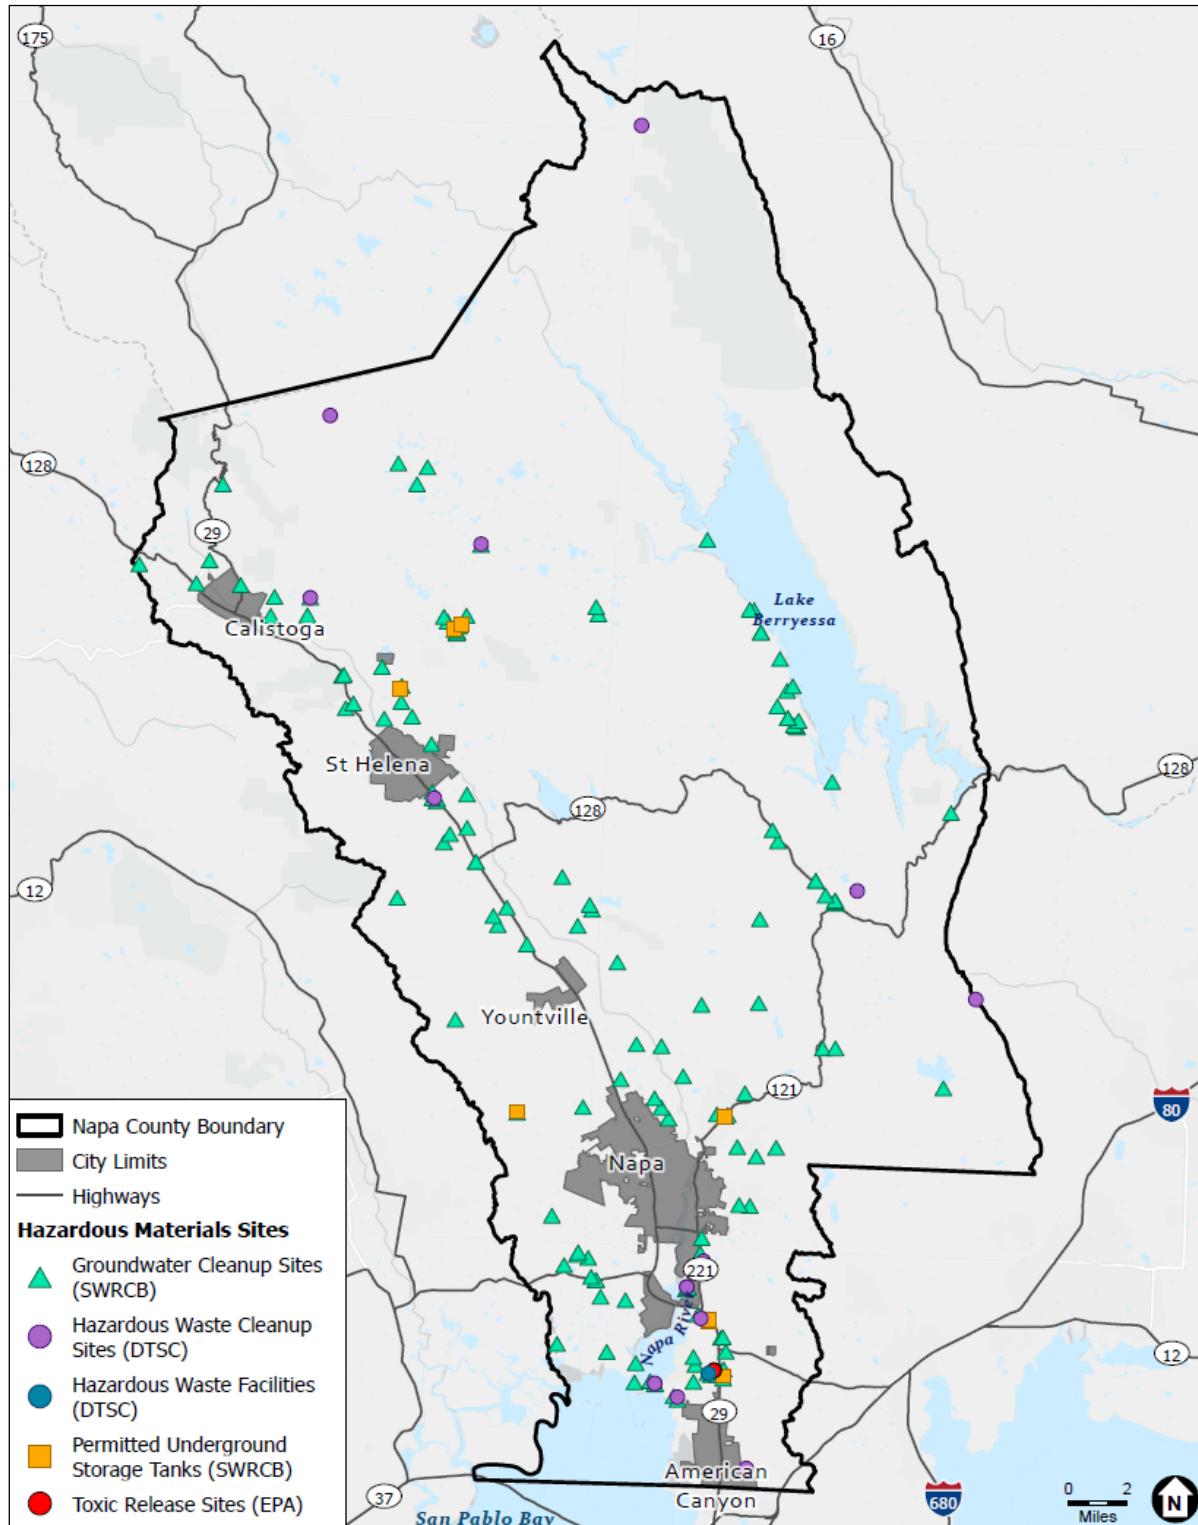 175
16
128
29
Calistoga
Lake
Berryessa
St Helena
128
128
12
Yountville
121
80
Napa
221
Napa River
12
29
American
Canyon
37
San Pablo Bay
680
0 2
Miles
N
Napa County Boundary
City Limits
Highways
Hazardous Materials Sites
Groundwater Cleanup Sites
(SWRCB)
Hazardous Waste Cleanup
Sites (DTSC)
Hazardous Waste Facilities
(DTSC)
Permitted Underground
Storage Tanks (SWRCB)
Toxic Release Sites (EPA)